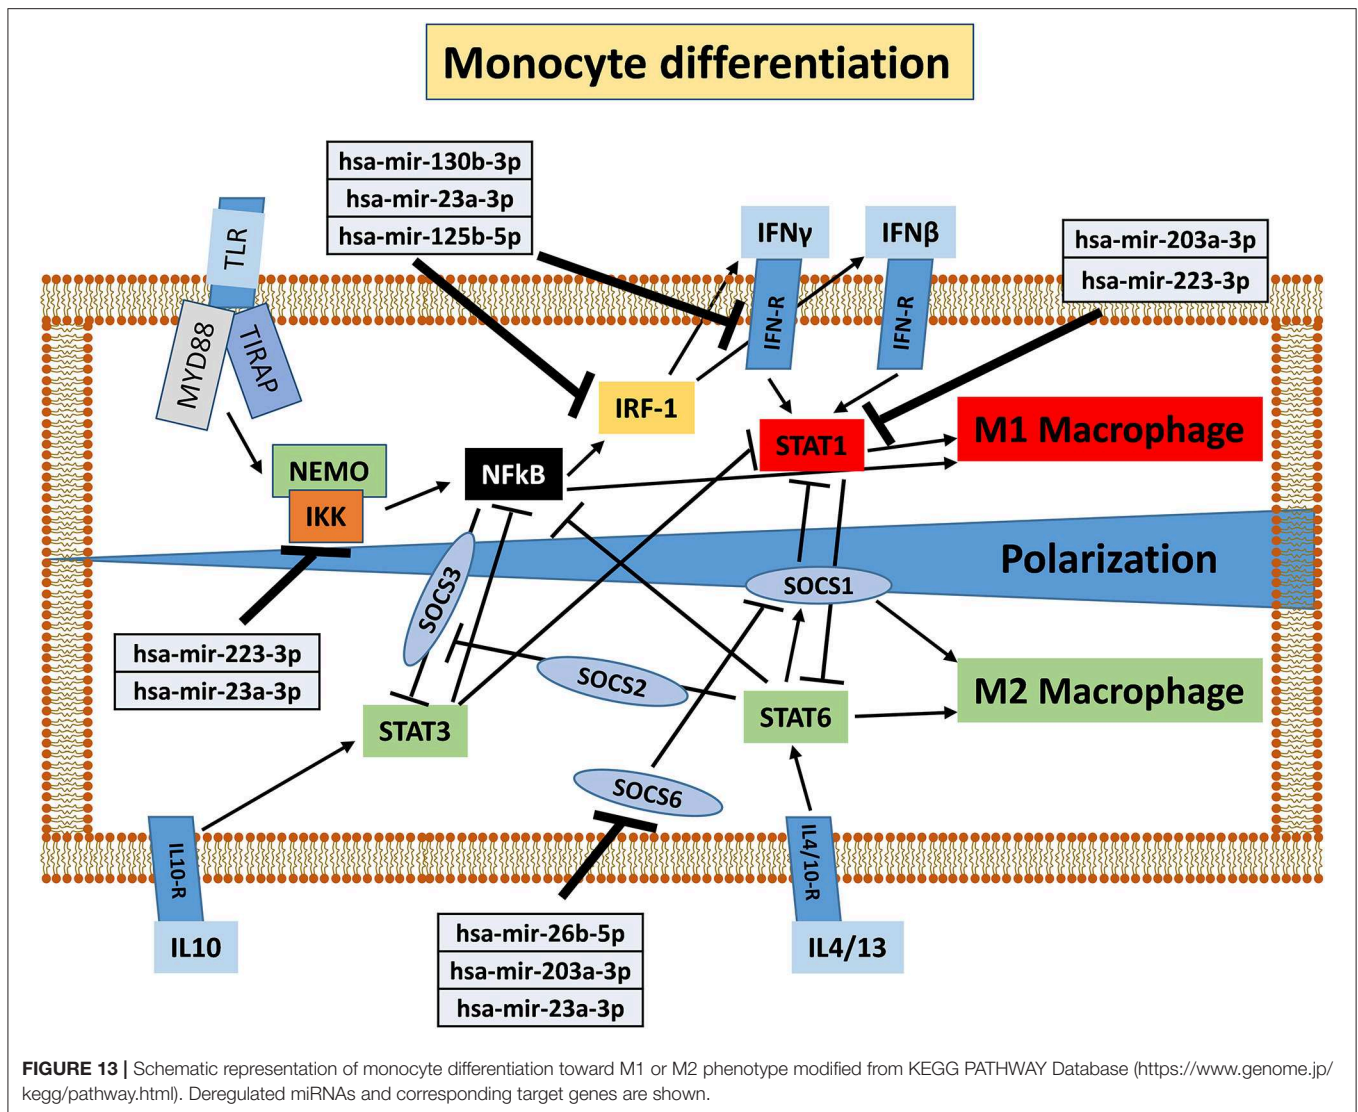 Monocyte differentiation
hsa-mir-130b-3p
hsa-mir-23a-3p
hsa-mir-125b-5p
TLR
MYD88
TIRAP
IFNγ
IFNβ
IFN-R
IFN-R
hsa-mir-203a-3p
hsa-mir-223-3p
IRF-1
STAT1
M1 Macrophage
NEMO
IKK
NFkB
Polarization
SOCS3
SOCS1
hsa-mir-223-3p
hsa-mir-23a-3p
SOCS2
STAT3
STAT6
M2 Macrophage
SOCS6
IL10-R
IL10
IL4/10-R
IL4/13
hsa-mir-26b-5p
hsa-mir-203a-3p
hsa-mir-23a-3p
FIGURE 13 | Schematic representation of monocyte differentiation toward M1 or M2 phenotype modified from KEGG PATHWAY Database (https://www.genome.jp/
kegg/pathway.html). Deregulated miRNAs and corresponding target genes are shown.